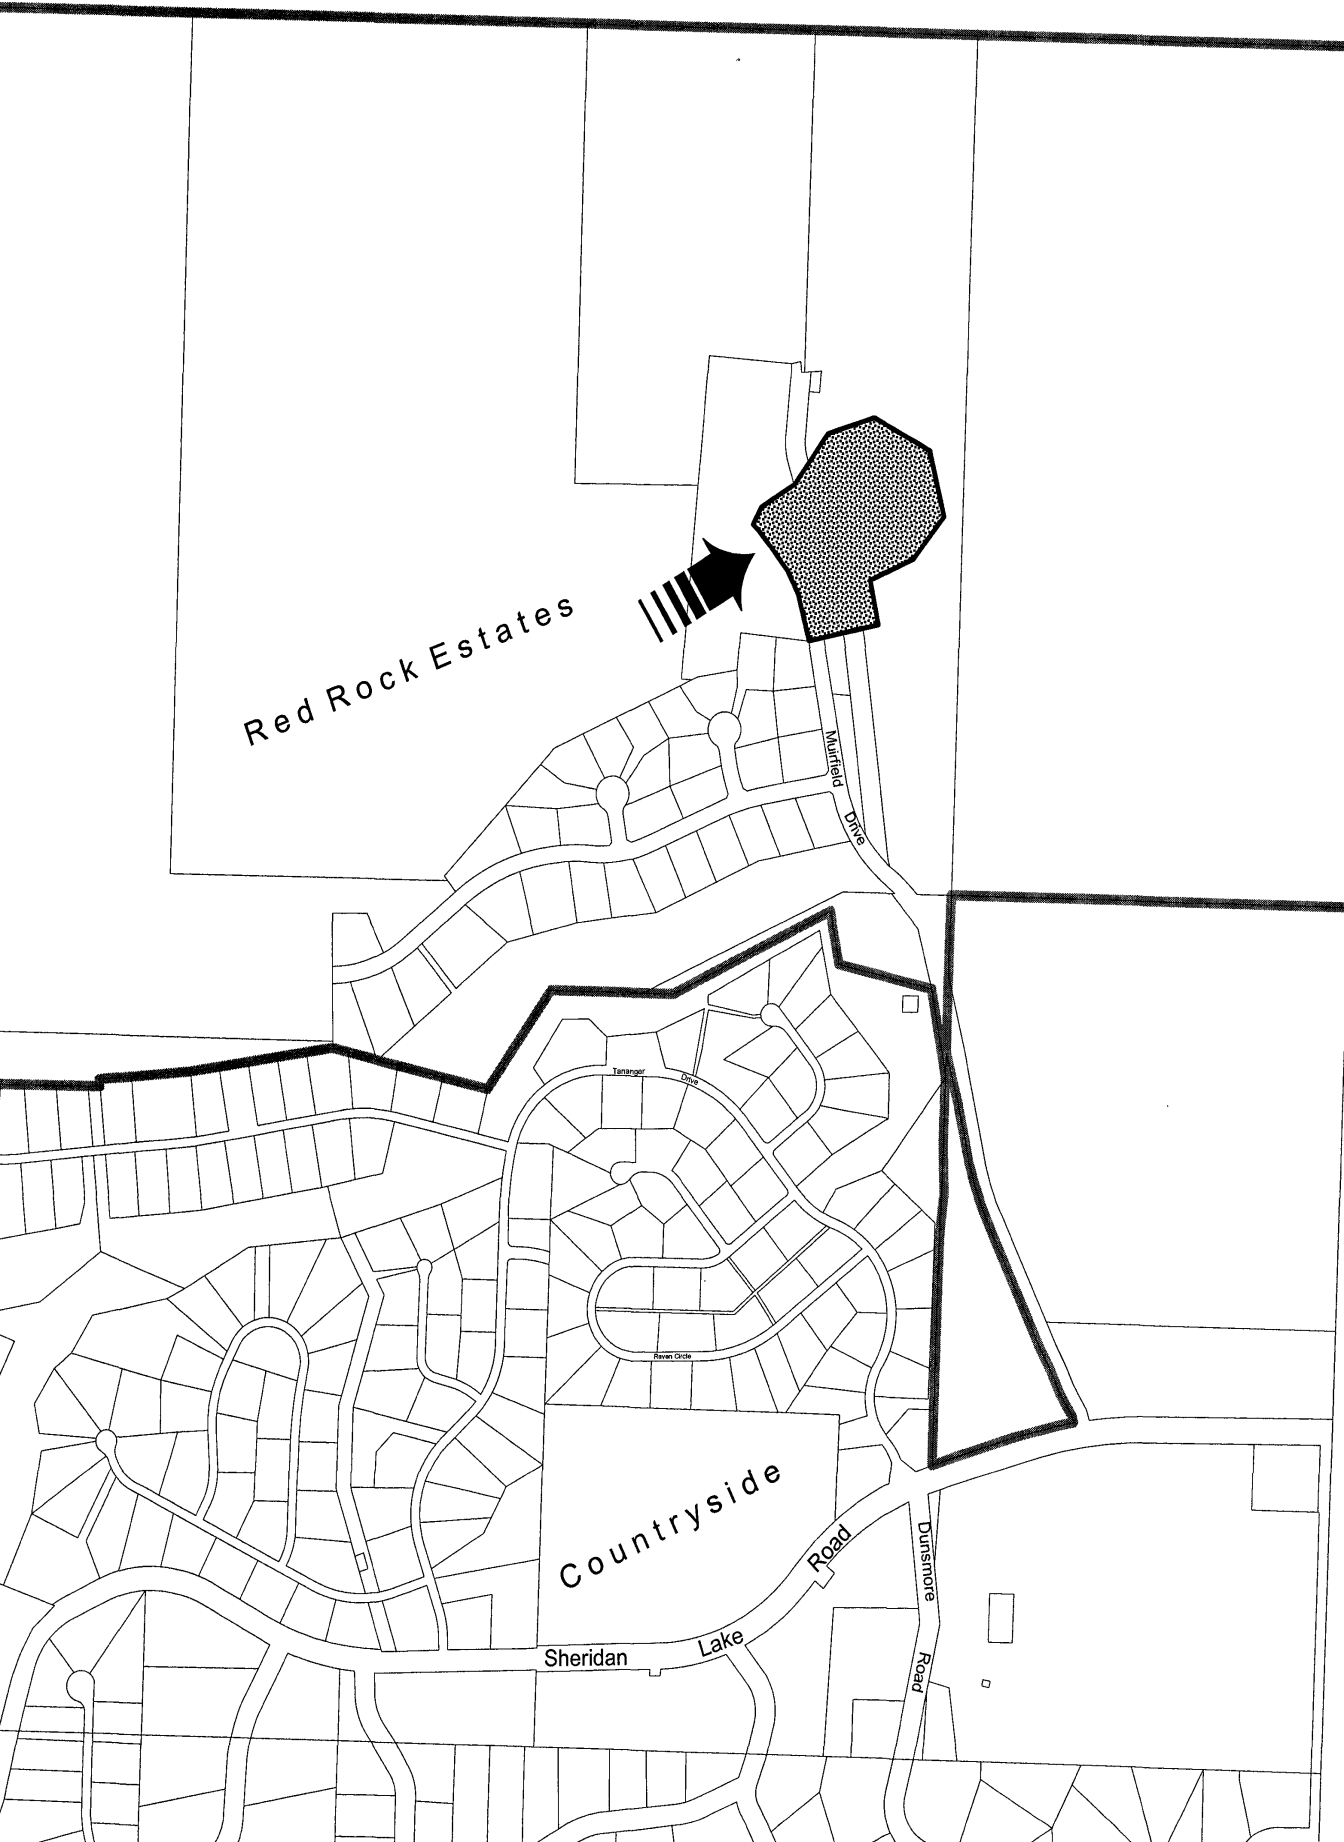 Red Rock Estates
Muirfield
Drive
Tananger
Drive
Raven Circle
Countryside
Sheridan
Lake
Road
Dunsmore
Road